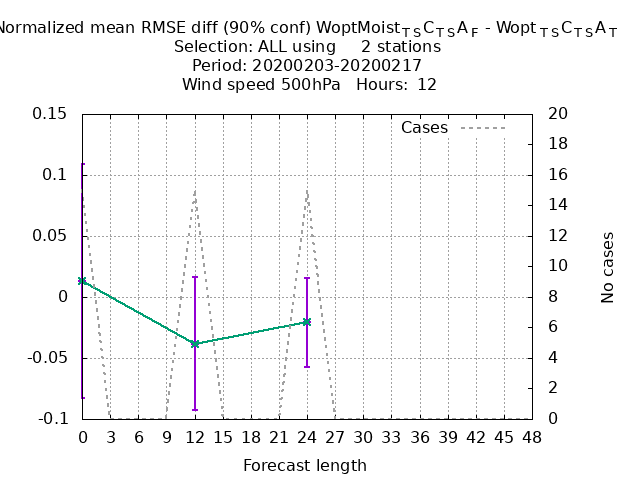 Normalized mean RMSE diff (90% conf) WoptMoist_TSC_TSA_F - Wopt_TSC_TSA_T
Selection: ALL using 2 stations
Period: 20200203-20200217
Wind speed 500hPa Hours: 12
0.15
0.1
0.05
0
-0.05
-0.1
20
18
16
14
12
10
8
6
4
2
0
Cases
No cases
0 3 6 9 12 15 18 21 24 27 30 33 36 39 42 45 48
Forecast length